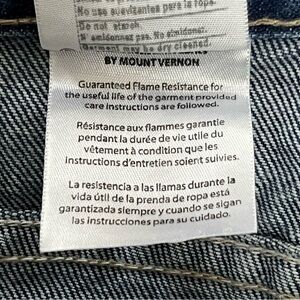 No use suavizantes para la ropa.
Do not starch.
N'amidonner pas. No almidonar.
Garment may be dry cleaned.
BY MOUNT VERNON
Guaranteed Flame Resistance for
the useful life of the garment provided
care instructions are followed.
Résistance aux flammes garantie
pendant la durée de vie utile du
vêtement à condition que les
instructions d'entretien soient suivies.
La resistencia a las llamas durante la
vida útil de la prenda de ropa está
garantizada siempre y cuando se sigan
las instrucciones para su cuidado.